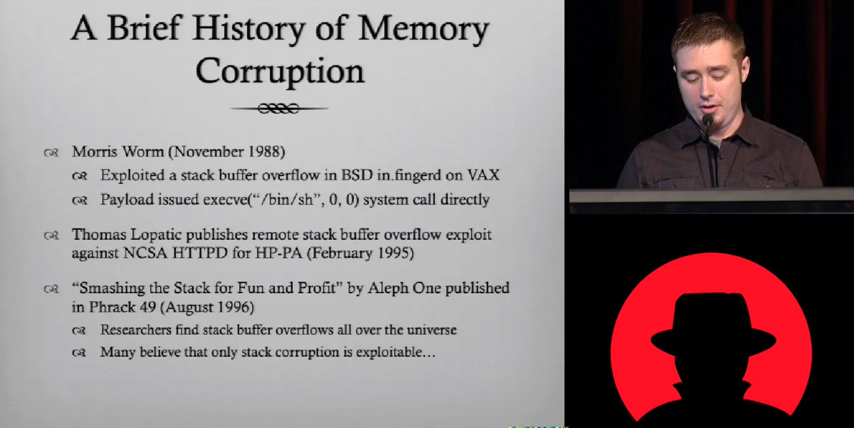 A Brief History of Memory
Corruption
Morris Worm (November 1988)
Exploited a stack buffer overflow in BSD in.fingerd on VAX
Payload issued execve(“/bin/sh”, 0, 0) system call directly
Thomas Lopatic publishes remote stack buffer overflow exploit
against NCSA HTTPD for HP-PA (February 1995)
“Smashing the Stack for Fun and Profit” by Aleph One published
in Phrack 49 (August 1996)
Researchers find stack buffer overflows all over the universe
Many believe that only stack corruption is exploitable…